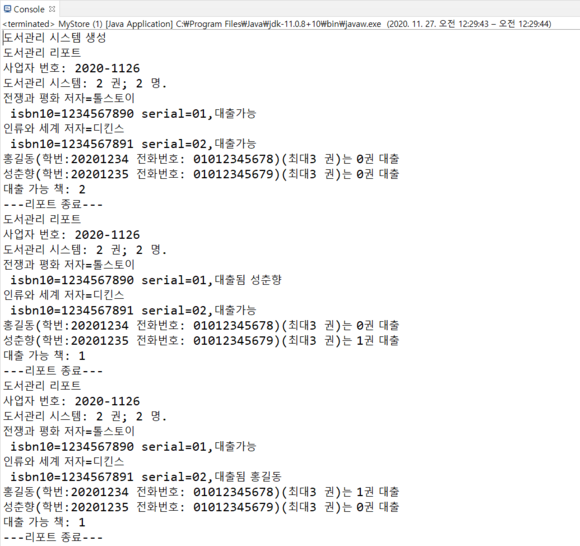 Console
<terminated> MyStore (1) [Java Application] C:₩Program Files₩Java₩jdk-11.0.8+10₩bin₩javaw.exe (2020. 11. 27. 오전 12:29:43 – 오전 12:29:44)
도서관리 시스템 생성
도서관리 리포트
사업자 번호: 2020-1126
도서관리 시스템: 2 권; 2 명.
전쟁과 평화 저자=톨스토이
isbn10=1234567890 serial=01,대출가능
인류와 세계 저자=디킨스
isbn10=1234567891 serial=02,대출가능
홍길동(학번:20201234 전화번호: 01012345678)(최대3 권)는 0권 대출
성춘향(학번:20201235 전화번호: 01012345679)(최대3 권)는 0권 대출
대출 가능 책: 2
---리포트 종료---
도서관리 리포트
사업자 번호: 2020-1126
도서관리 시스템: 2 권; 2 명.
전쟁과 평화 저자=톨스토이
isbn10=1234567890 serial=01,대출됨 성춘향
인류와 세계 저자=디킨스
isbn10=1234567891 serial=02,대출가능
홍길동(학번:20201234 전화번호: 01012345678)(최대3 권)는 0권 대출
성춘향(학번:20201235 전화번호: 01012345679)(최대3 권)는 1권 대출
대출 가능 책: 1
---리포트 종료---
도서관리 리포트
사업자 번호: 2020-1126
도서관리 시스템: 2 권; 2 명.
전쟁과 평화 저자=톨스토이
isbn10=1234567890 serial=01,대출가능
인류와 세계 저자=디킨스
isbn10=1234567891 serial=02,대출됨 홍길동
홍길동(학번:20201234 전화번호: 01012345678)(최대3 권)는 1권 대출
성춘향(학번:20201235 전화번호: 01012345679)(최대3 권)는 0권 대출
대출 가능 책: 1
---리포트 종료---